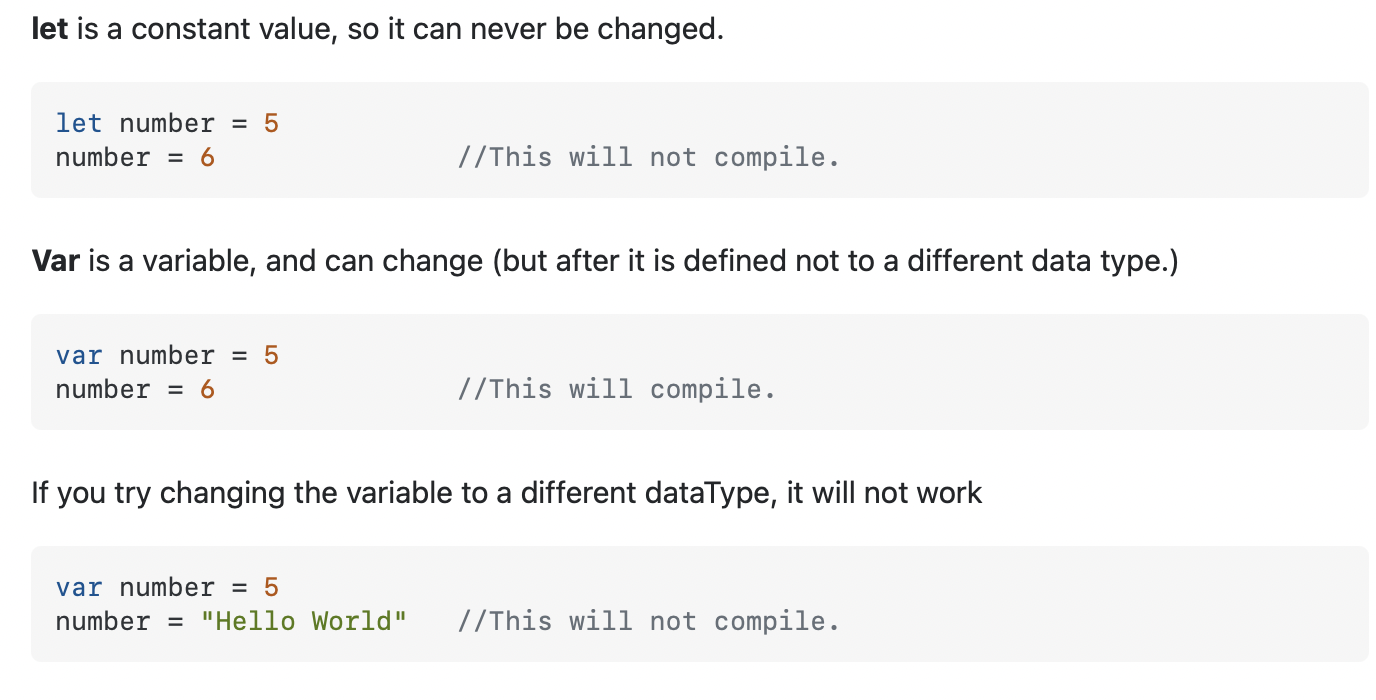 let is a constant value, so it can never be changed.
let number = 5
number = 6               //This will not compile.
Var is a variable, and can change (but after it is defined not to a different data type.)
var number = 5
number = 6               //This will compile.
If you try changing the variable to a different dataType, it will not work
var number = 5
number = "Hello World"   //This will not compile.